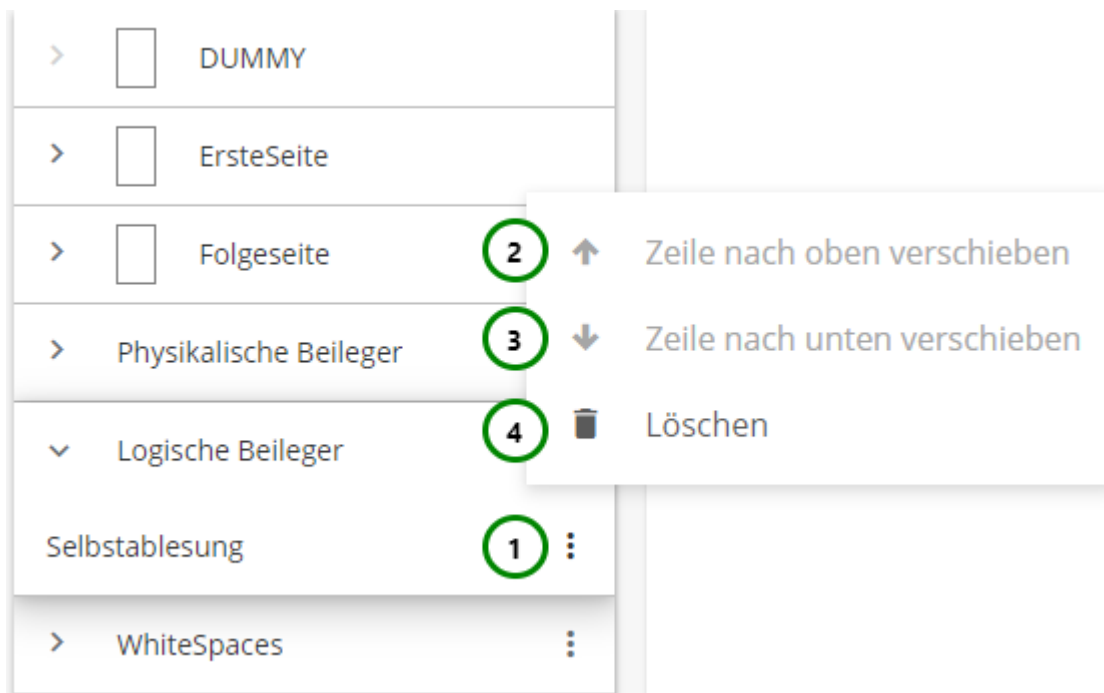 DUMMY
ErsteSeite
Folgeseite
2 Zeile nach oben verschieben
3 Zeile nach unten verschieben
Physikalische Beileger
4 Löschen
Logische Beileger
Selbstablesung 1
WhiteSpaces